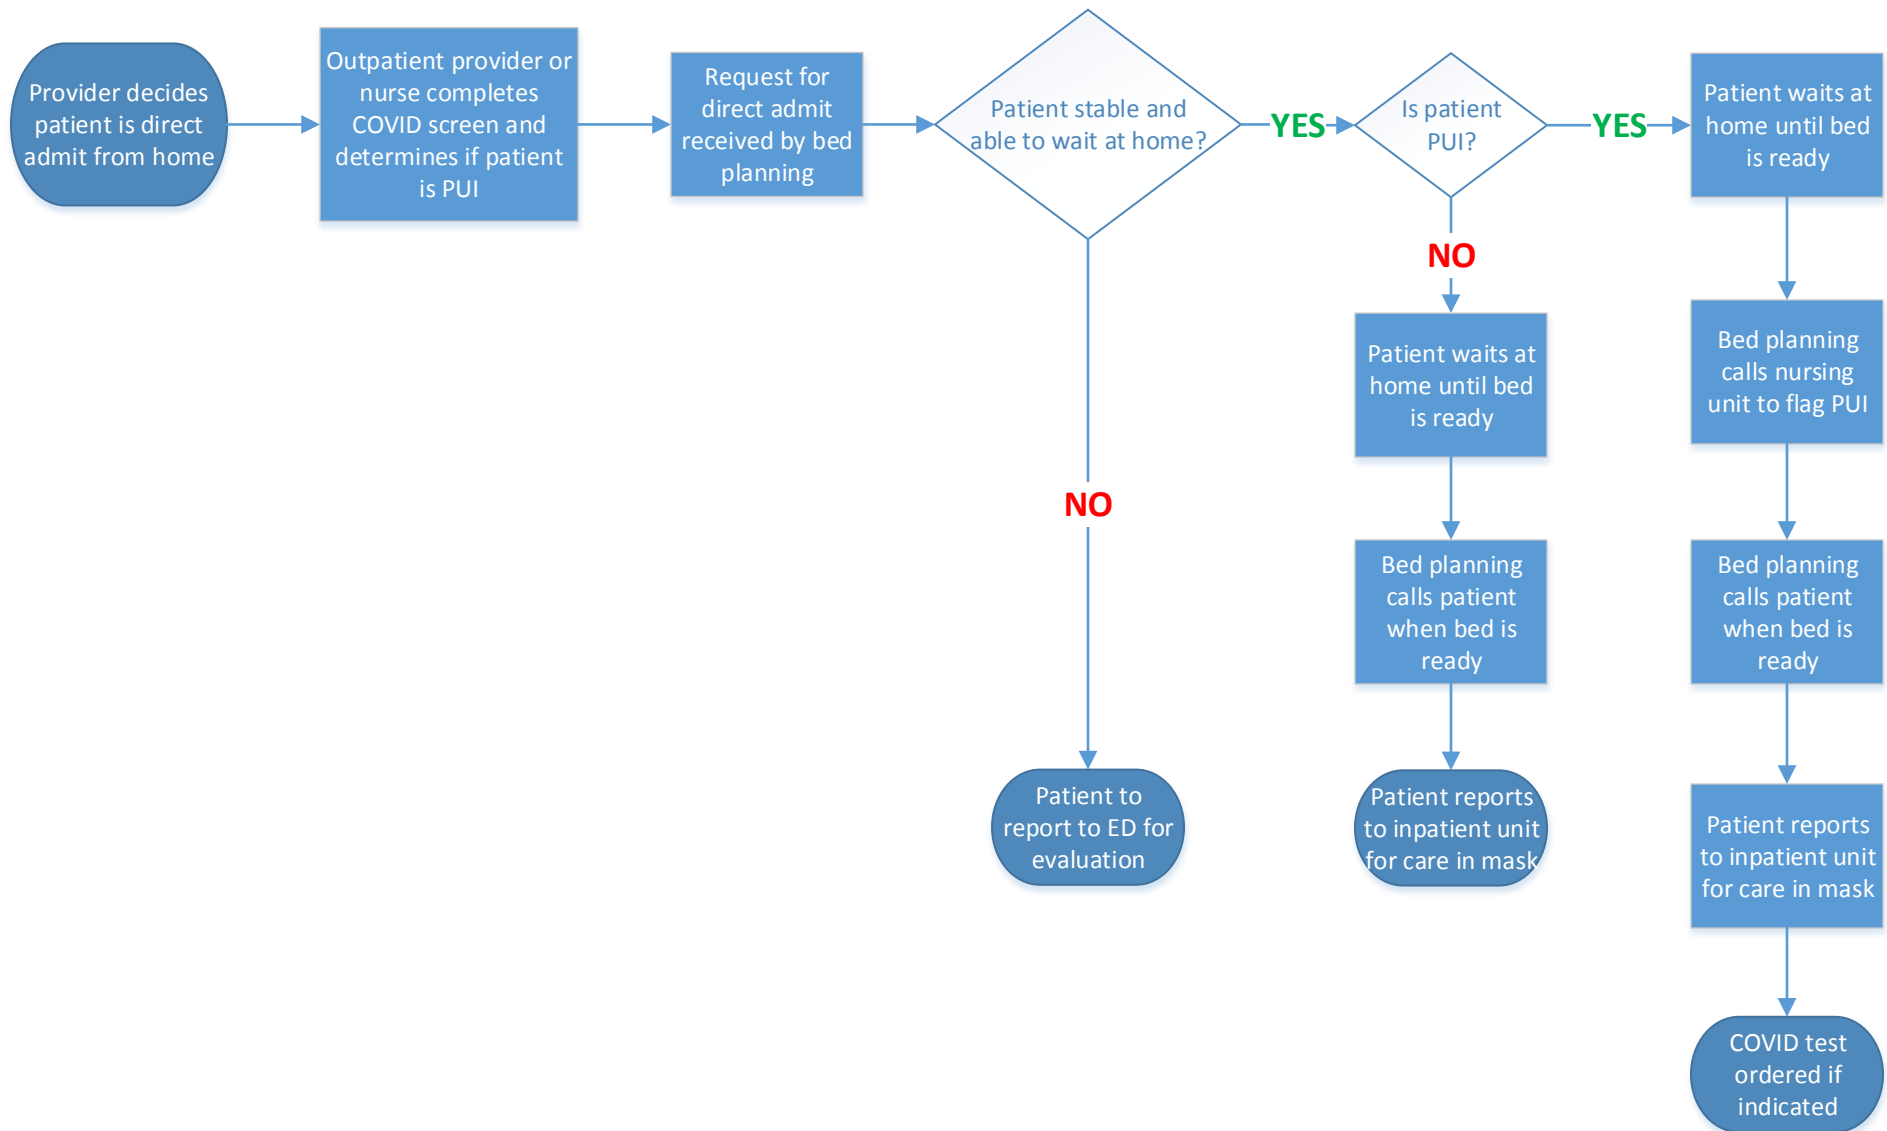 Provider decides
patient is direct
admit from home
Outpatient provider or
nurse completes
COVID screen and
determines if patient
is PUI
Request for
direct admit
received by bed
planning
Patient stable and
able to wait at home?
YES
Is patient
PUI?
YES
Patient waits at
home until bed
is ready
NO
Patient to
report to ED for
evaluation
NO
Patient waits at
home until bed
is ready
Bed planning
calls patient
when bed is
ready
Patient reports
to inpatient unit
for care in mask
Bed planning
calls nursing
unit to flag PUI
Bed planning
calls patient
when bed is
ready
Patient reports
to inpatient unit
for care in mask
COVID test
ordered if
indicated